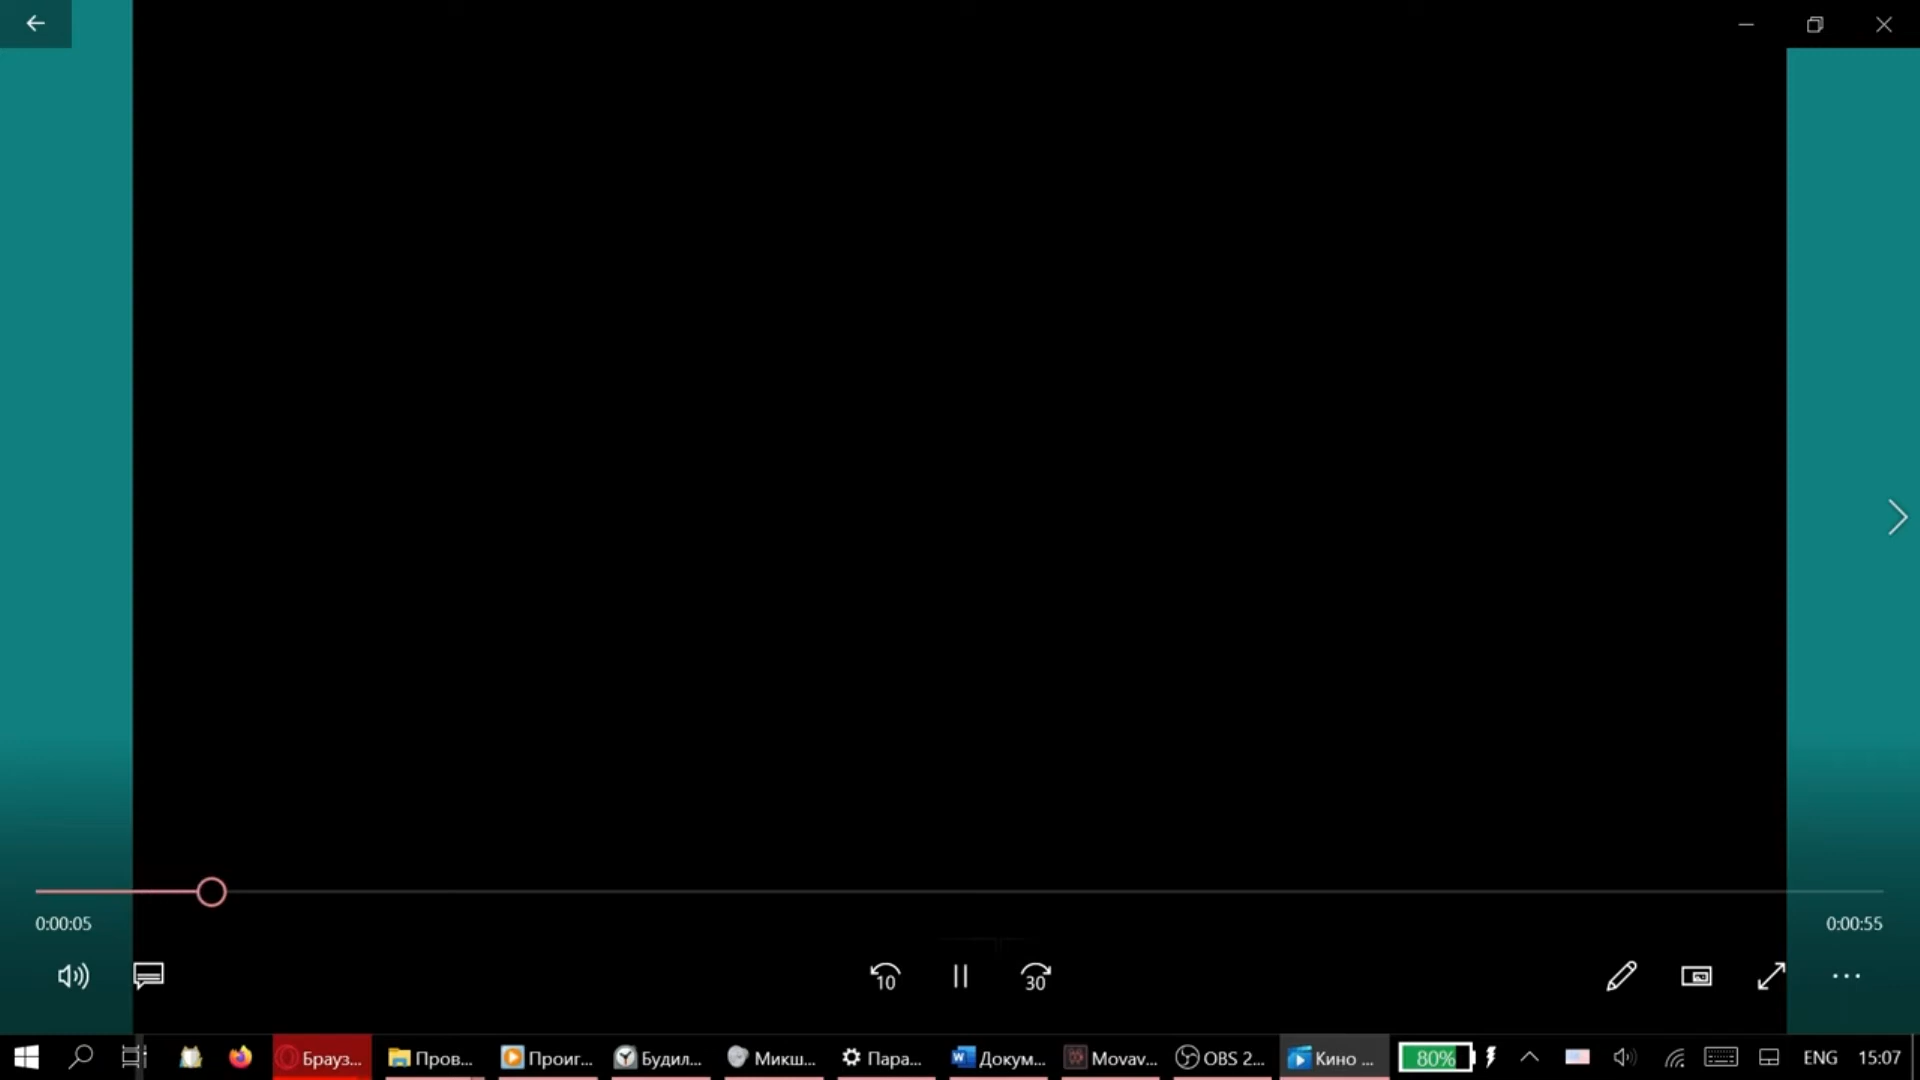 0:00:05
0:00:55
10
30
Брауз...
Пров...
Проиг...
Будил...
Микш...
Пара...
Докум...
Movav...
OBS 2...
Кино ...
80%
ENG
15:07